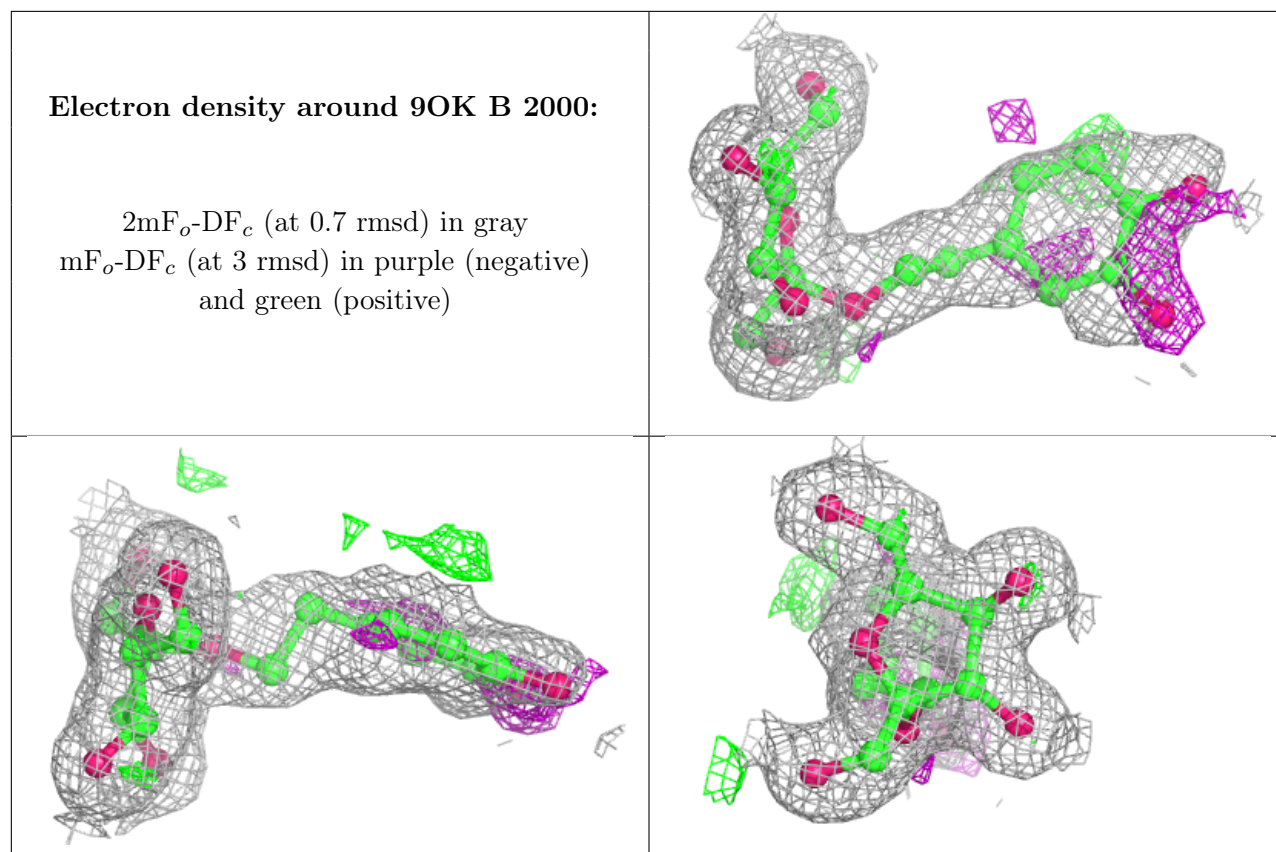 Electron density around 9OK B 2000:
2mFo-DFc (at 0.7 rmsd) in gray
mFo-DFc (at 3 rmsd) in purple (negative)
and green (positive)